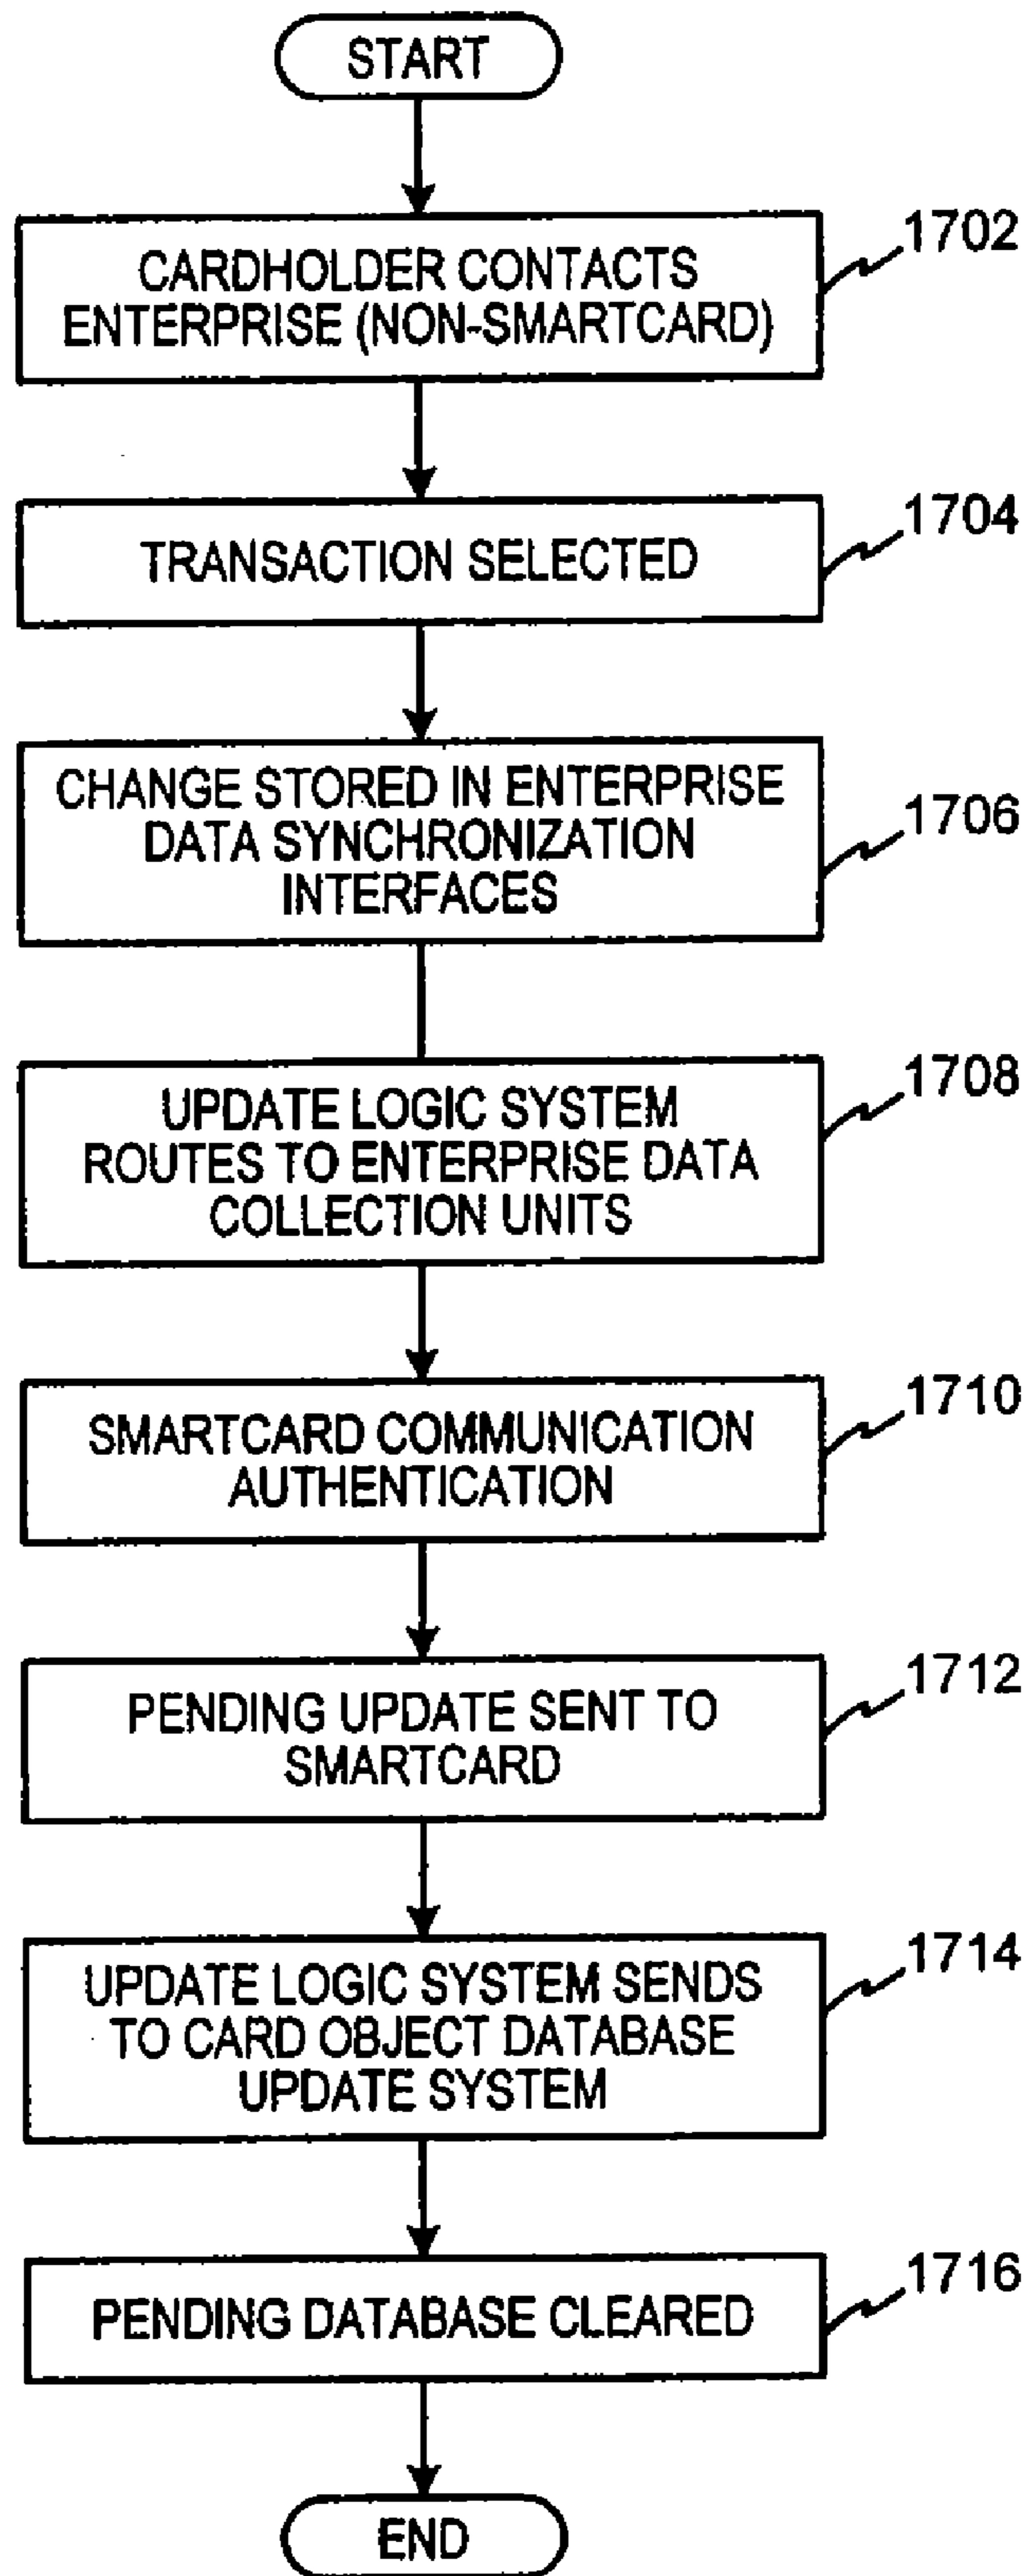 START
CARDHOLDER CONTACTS
ENTERPRISE (NON-SMARTCARD)
1702
TRANSACTION SELECTED
1704
CHANGE STORED IN ENTERPRISE
DATA SYNCHRONIZATION
INTERFACES
1706
UPDATE LOGIC SYSTEM
ROUTES TO ENTERPRISE DATA
COLLECTION UNITS
1708
SMARTCARD COMMUNICATION
AUTHENTICATION
1710
PENDING UPDATE SENT TO
SMARTCARD
1712
UPDATE LOGIC SYSTEM SENDS
TO CARD OBJECT DATABASE
UPDATE SYSTEM
1714
PENDING DATABASE CLEARED
1716
END